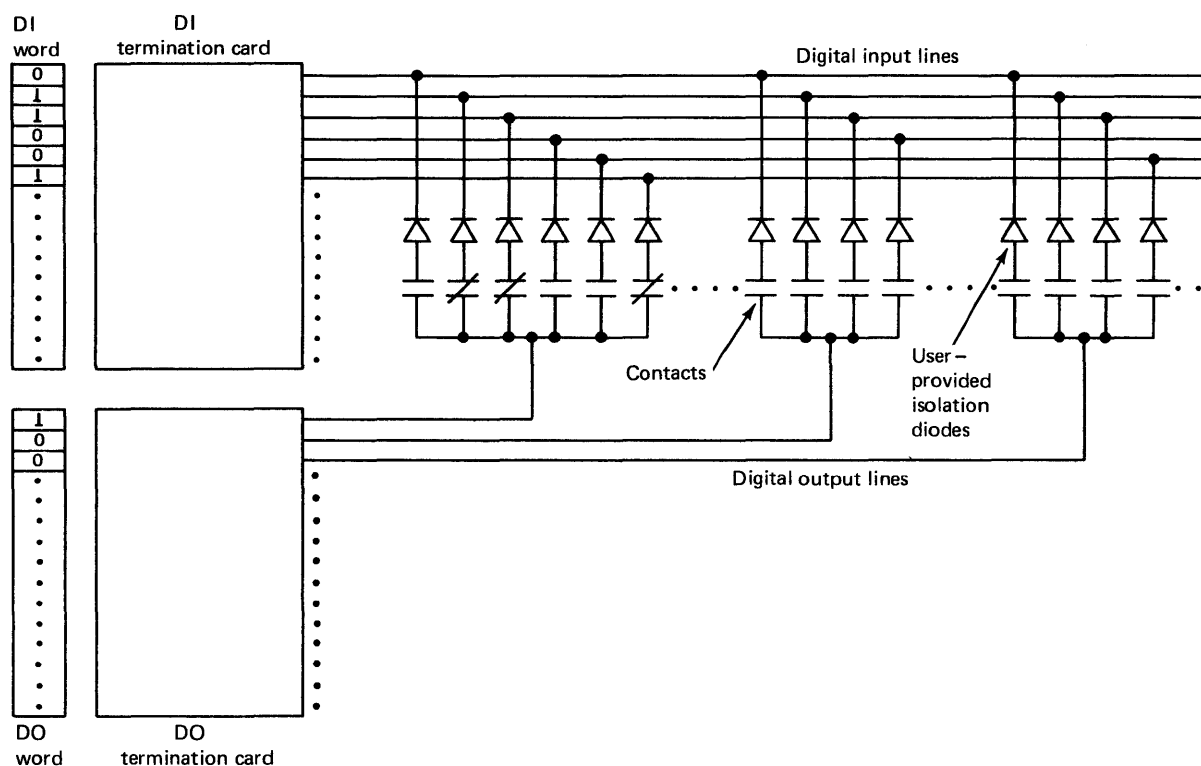 DI
word
DI
termination card
Digital input lines
0
1
1
0
0
1
Contacts
User–
provided
isolation
diodes
1
0
0
Digital output lines
DO
word
DO
termination card